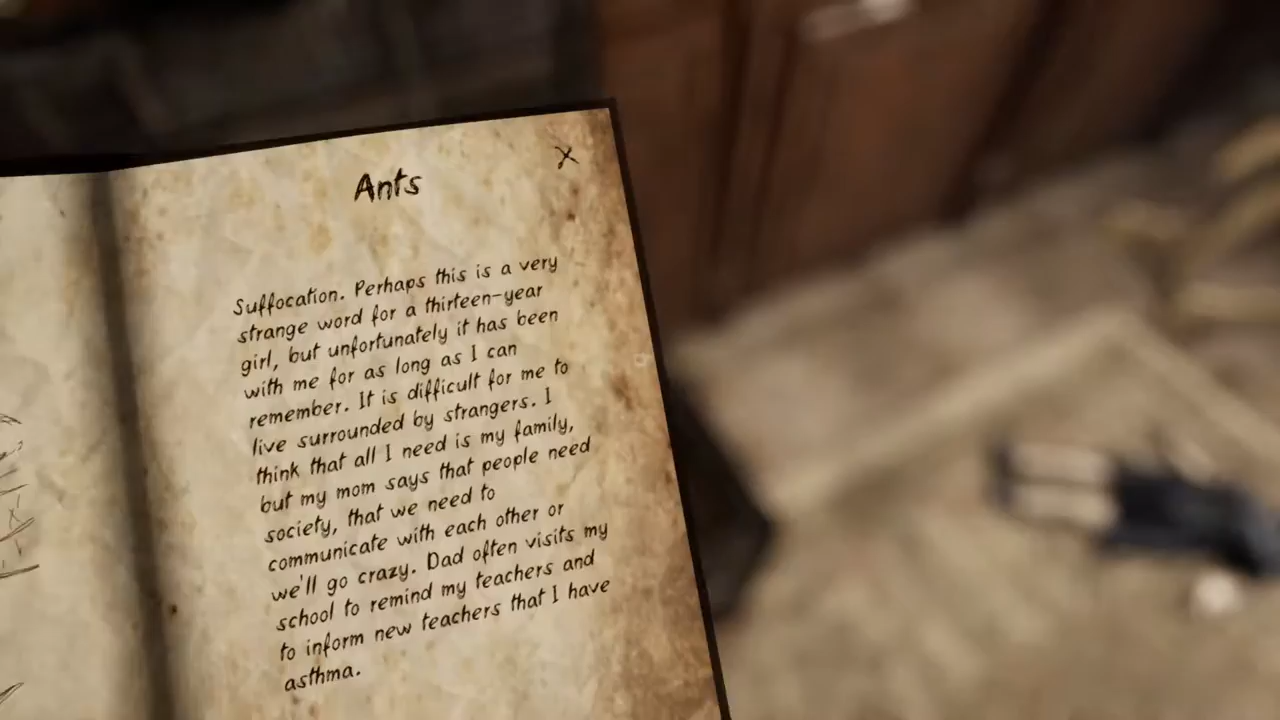 Ants
X
Suffocation. Perhaps this is a very
strange word for a thirteen-year
girl, but unfortunately it has been
with me for as long as I can
remember. It is difficult for me to
live surrounded by strangers. I
think that all I need is my family,
but my mom says that people need
society, that we need to
communicate with each other or
we'll go crazy. Dad often visits my
school to remind my teachers and
to inform new teachers that I have
asthma.